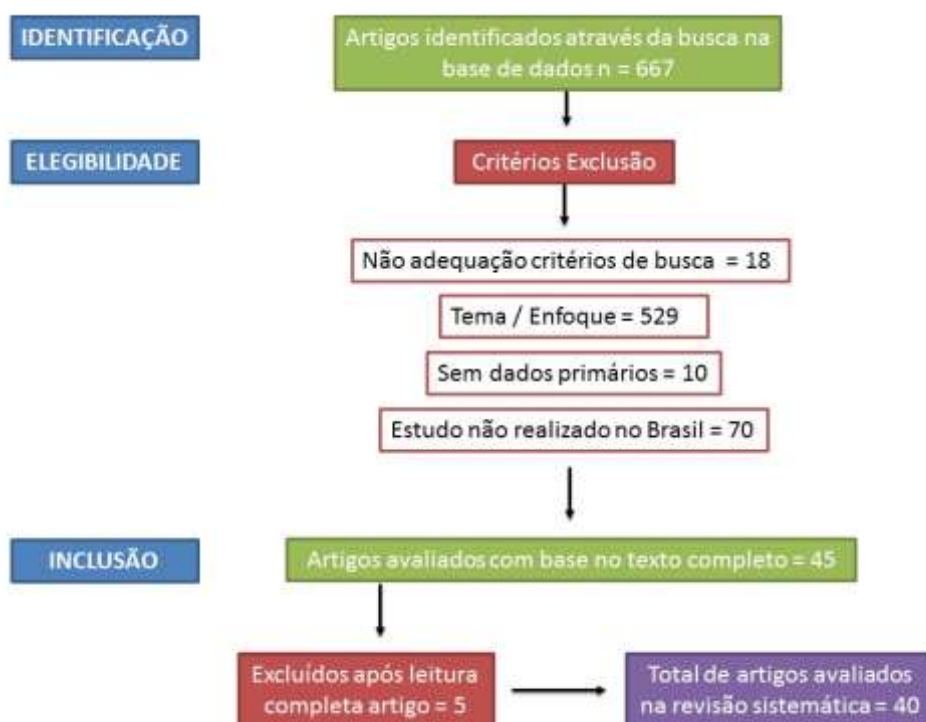 IDENTIFICAÇÃO
Artigos identificados através da busca na
base de dados n = 667
ELEGIBILIDADE
Critérios Exclusão
Não adequação critérios de busca = 18
Tema / Enfoque = 529
Sem dados primários = 10
Estudo não realizado no Brasil = 70
INCLUSÃO
Artigos avaliados com base no texto completo = 45
Excluídos após leitura
completa artigo = 5
Total de artigos avaliados
na revisão sistemática = 40